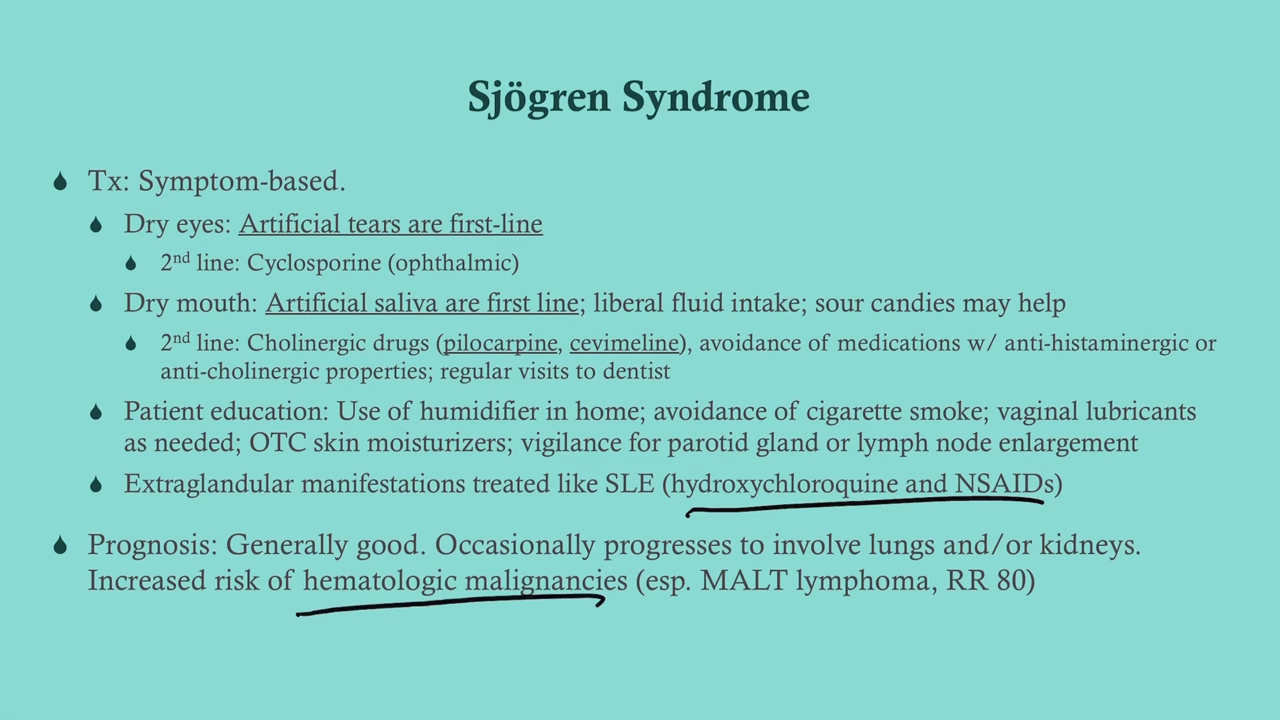 Sjögren Syndrome
Tx: Symptom-based.
Dry eyes: Artificial tears are first-line
2nd line: Cyclosporine (ophthalmic)
Dry mouth: Artificial saliva are first line; liberal fluid intake; sour candies may help
2nd line: Cholinergic drugs (pilocarpine, cevimeline), avoidance of medications w/ anti-histaminergic or
anti-cholinergic properties; regular visits to dentist
Patient education: Use of humidifier in home; avoidance of cigarette smoke; vaginal lubricants
as needed; OTC skin moisturizers; vigilance for parotid gland or lymph node enlargement
Extraglandular manifestations treated like SLE (hydroxychloroquine and NSAIDs)
Prognosis: Generally good. Occasionally progresses to involve lungs and/or kidneys.
Increased risk of hematologic malignancies (esp. MALT lymphoma, RR 80)